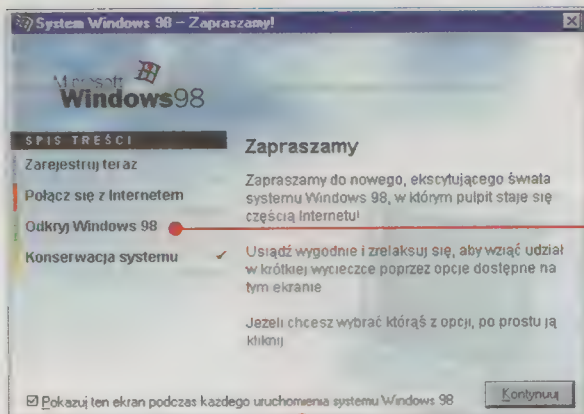 System Windows 98 – Zapraszamy!
Microsoft
Windows98
SPIS TREŚCI
Zarejestruj teraz
Połącz się z Internetem
Odkryj Windows 98
Konserwacja systemu
Zapraszamy
Zapraszamy do nowego, ekscytującego świata
systemu Windows 98, w którym pulpit staje się
częścią Internetu!
Usiądź wygodnie i zrelaksuj się, aby wziąć udział
w krótkiej wycieczce poprzez opcje dostępne na
tym ekranie
Jeżeli chcesz wybrać którąś z opcji, po prostu ją
kliknij
Pokazuj ten ekran podczas każdego uruchomienia systemu Windows 98
Kontynuuj